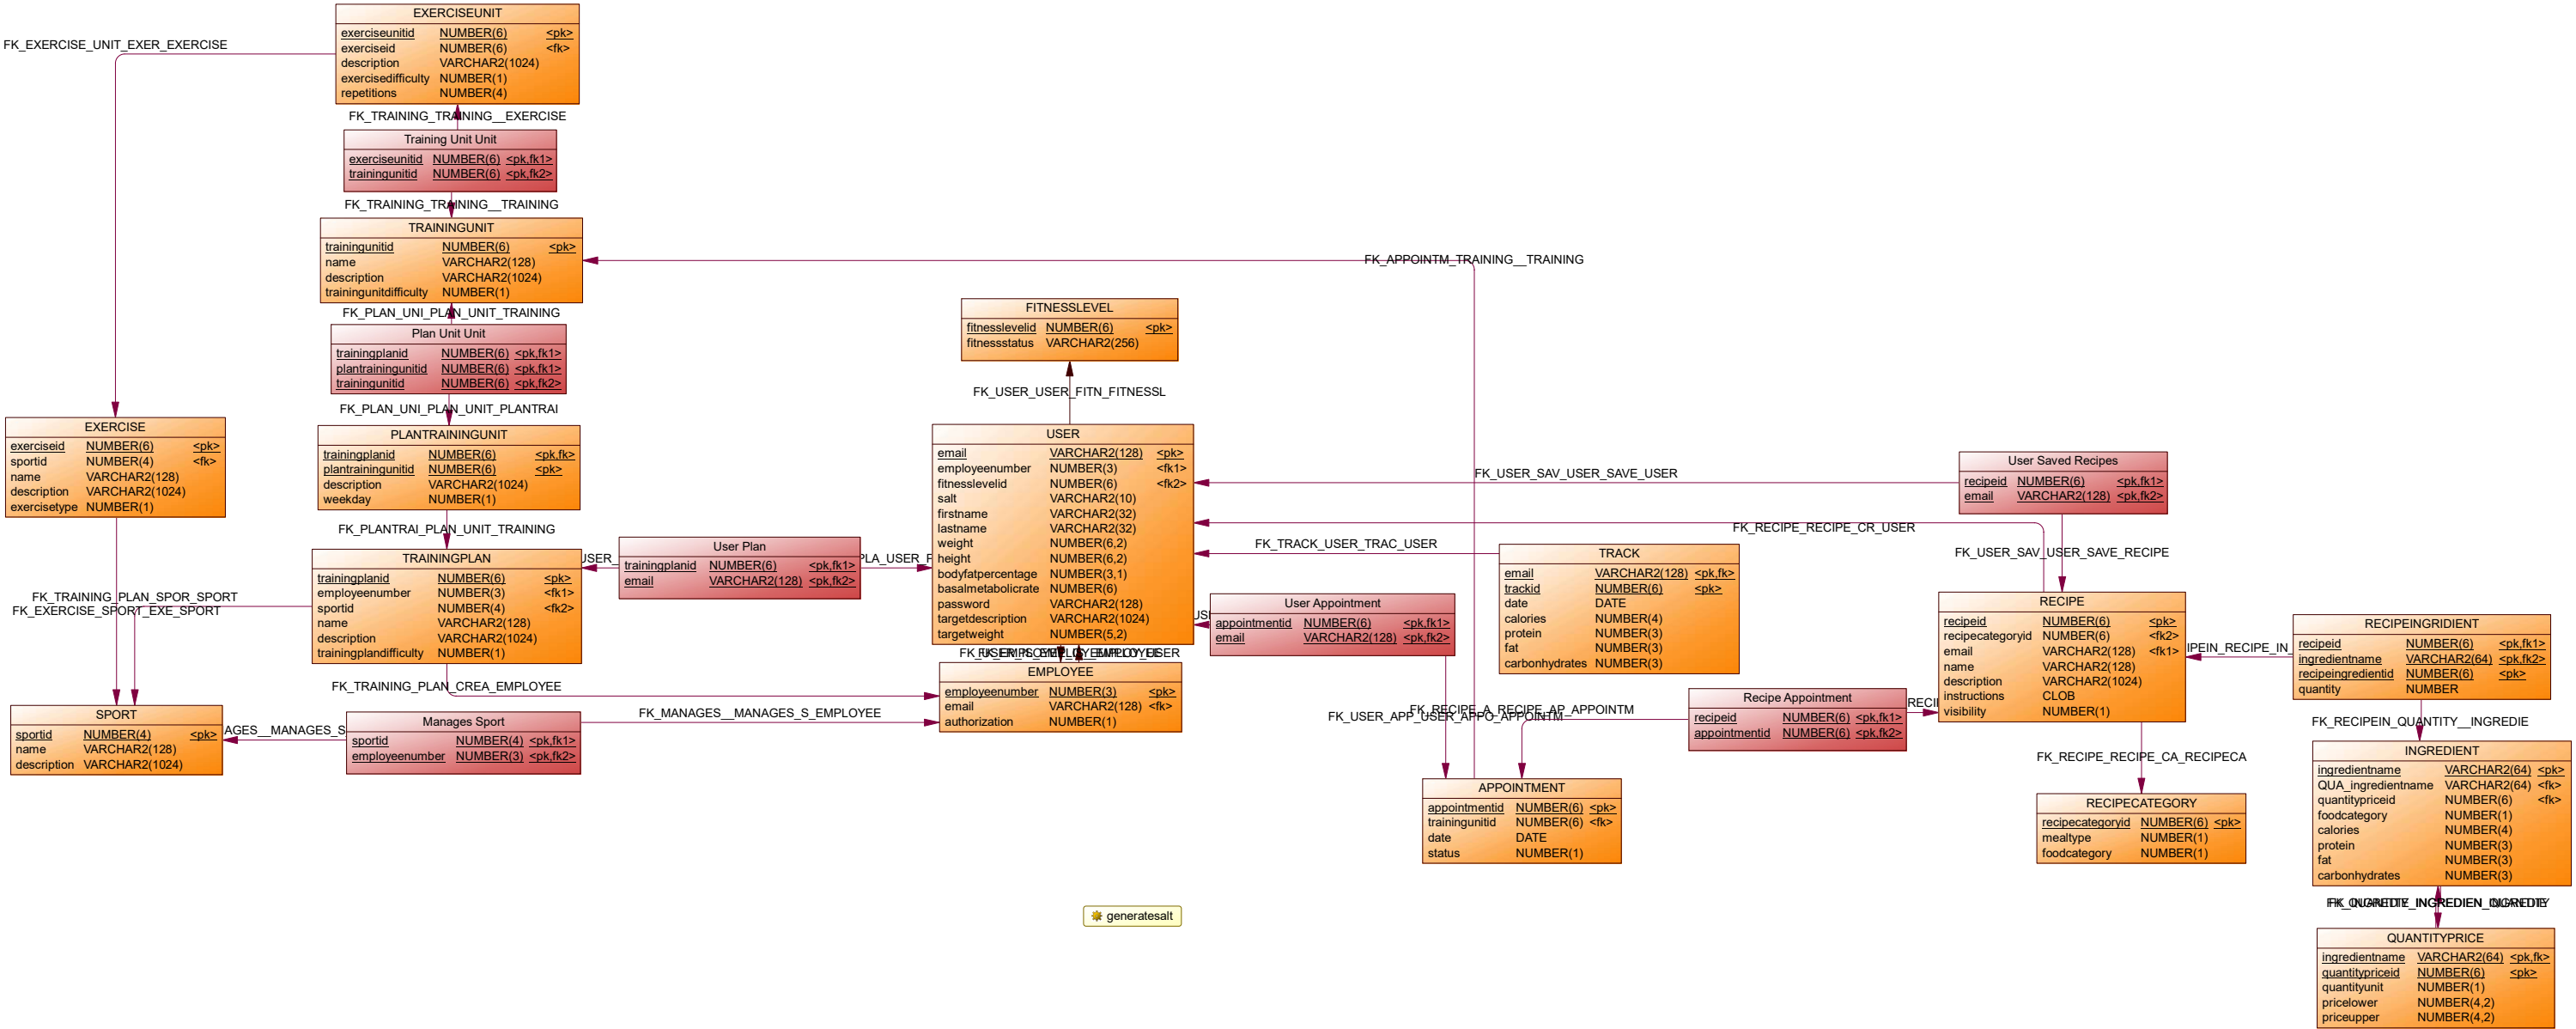 EXERCISEUNIT
exerciseunitid NUMBER(6) <pk>
exerciseid NUMBER(6) <fk>
description VARCHAR2(1024)
exercisedifficulty NUMBER(1)
repetitions NUMBER(4)
FK_EXERCISE_UNIT_EXER_EXERCISE
FK_TRAINING_TRAINING__EXERCISE
Training Unit Unit
exerciseunitid NUMBER(6) <pk,fk1>
trainingunitid NUMBER(6) <pk,fk2>
FK_TRAINING_TRAINING__TRAINING
TRAININGUNIT
trainingunitid NUMBER(6) <pk>
name VARCHAR2(128)
description VARCHAR2(1024)
trainingunitdifficulty NUMBER(1)
FK_APPOINTM_TRAINING__TRAINING
FK_PLAN_UNI_PLAN_UNIT_TRAINING
Plan Unit Unit
trainingplanid NUMBER(6) <pk,fk1>
plantrainingunitid NUMBER(6) <pk,fk1>
trainingunitid NUMBER(6) <pk,fk2>
FK_PLAN_UNI_PLAN_UNIT_PLANTRAI
FITNESSLEVEL
fitnesslevelid NUMBER(6) <pk>
fitnessstatus VARCHAR2(256)
FK_USER_USER_FITN_FITNESSL
EXERCISE
exerciseid NUMBER(6) <pk>
sportid NUMBER(4) <fk>
name VARCHAR2(128)
description VARCHAR2(1024)
exercisetype NUMBER(1)
PLANTRAININGUNIT
trainingplanid NUMBER(6) <pk,fk>
plantrainingunitid NUMBER(6) <pk>
description VARCHAR2(1024)
weekday NUMBER(1)
FK_PLANTRAI_PLAN_UNIT_TRAINING
USER
email VARCHAR2(128) <pk>
employeenumber NUMBER(3) <fk1>
fitnesslevelid NUMBER(6) <fk2>
salt VARCHAR2(10)
firstname VARCHAR2(32)
lastname VARCHAR2(32)
weight NUMBER(6,2)
height NUMBER(6,2)
bodyfatpercentage NUMBER(3,1)
basalmetabolicrate NUMBER(6)
password VARCHAR2(128)
targetdescription VARCHAR2(1024)
targetweight NUMBER(5,2)
FK_USER_SAV_USER_SAVE_USER
User Saved Recipes
recipeid NUMBER(6) <pk,fk1>
email VARCHAR2(128) <pk,fk2>
FK_RECIPE_RECIPE_CR_USER
FK_TRACK_USER_TRAC_USER
FK_USER_SAV_USER_SAVE_RECIPE
TRAININGPLAN
trainingplanid NUMBER(6) <pk>
employeenumber NUMBER(3) <fk1>
sportid NUMBER(4) <fk2>
name VARCHAR2(128)
description VARCHAR2(1024)
trainingplandifficulty NUMBER(1)
User Plan
trainingplanid NUMBER(6) <pk,fk1>
email VARCHAR2(128) <pk,fk2>
TRACK
email VARCHAR2(128) <pk,fk>
trackid NUMBER(6) <pk>
date DATE
calories NUMBER(4)
protein NUMBER(3)
fat NUMBER(3)
carbonhydrates NUMBER(3)
User Appointment
appointmentid NUMBER(6) <pk,fk1>
email VARCHAR2(128) <pk,fk2>
RECIPE
recipeid NUMBER(6) <pk>
recipecategoryid NUMBER(6) <fk2>
email VARCHAR2(128) <fk1>
name VARCHAR2(128)
description VARCHAR2(1024)
instructions CLOB
visibility NUMBER(1)
IPEIN_RECIPE_IN_
RECIPEINGRIDIENT
recipeid NUMBER(6) <pk,fk1>
ingredientname VARCHAR2(64) <pk,fk2>
recipeingredientid NUMBER(6) <pk>
quantity NUMBER
FK_TRAINING_PLAN_SPOR_SPORT
FK_EXERCISE_SPORT_EXE_SPORT
FK_TRAINING_PLAN_CREA_EMPLOYEE
EMPLOYEE
employeenumber NUMBER(3) <pk>
email VARCHAR2(128) <fk>
authorization NUMBER(1)
SPORT
sportid NUMBER(4) <pk>
name VARCHAR2(128)
description VARCHAR2(1024)
AGES__MANAGES_S
Manages Sport
sportid NUMBER(4) <pk,fk1>
employeenumber NUMBER(3) <pk,fk2>
FK_MANAGES__MANAGES_S_EMPLOYEE
Recipe Appointment
recipeid NUMBER(6) <pk,fk1>
appointmentid NUMBER(6) <pk,fk2>
FK_RECIPE_A_RECIPE_AP_APPOINTM
FK_USER_APP_USER_APPO_APPOINTM
FK_RECIPEIN_QUANTITY__INGREDIE
FK_RECIPE_RECIPE_CA_RECIPECA
APPOINTMENT
appointmentid NUMBER(6) <pk>
trainingunitid NUMBER(6) <fk>
date DATE
status NUMBER(1)
RECIPECATEGORY
recipecategoryid NUMBER(6) <pk>
mealtype NUMBER(1)
foodcategory NUMBER(1)
INGREDIENT
ingredientname VARCHAR2(64) <pk>
QUA_ingredientname VARCHAR2(64) <fk>
quantitypriceid NUMBER(6) <fk>
foodcategory NUMBER(1)
calories NUMBER(4)
protein NUMBER(3)
fat NUMBER(3)
carbonhydrates NUMBER(3)
generatesalt
QUANTITYPRICE
ingredientname VARCHAR2(64) <pk,fk>
quantitypriceid NUMBER(6) <pk>
quantityunit NUMBER(1)
pricelower NUMBER(4,2)
priceupper NUMBER(4,2)